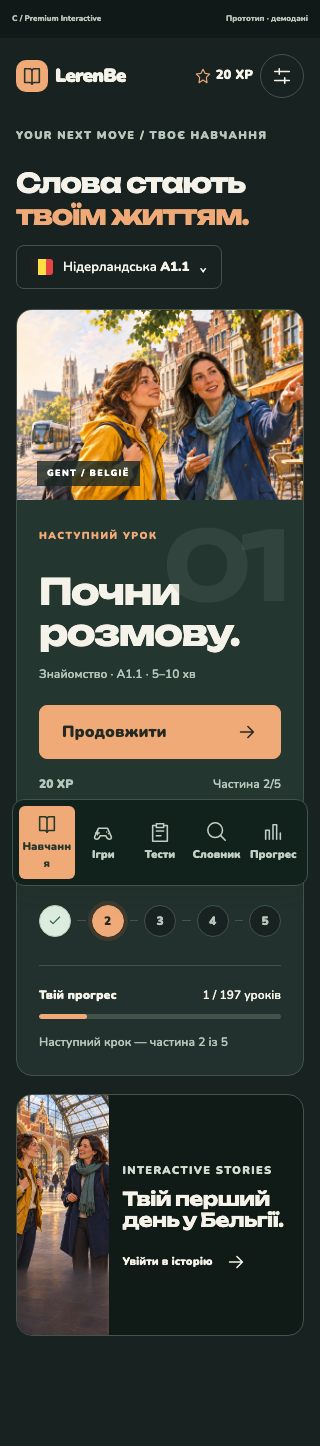 C / Premium Interactive
Прототип · демодані
LerenBe
20 XP
YOUR NEXT MOVE / ТВОЄ НАВЧАННЯ
Слова стають
твоїм життям.
Нідерландська A1.1
GENT / BELGIË
НАСТУПНИЙ УРОК
01
Почни
розмову.
Знайомство · A1.1 · 5–10 хв
Продовжити
20 XP
Частина 2/5
Навчанн
я
Ігри
Тести
Словник
Прогрес
2
3
4
5
Твій прогрес
1 / 197 уроків
Наступний крок — частина 2 із 5
INTERACTIVE STORIES
Твій перший
день у Бельгії.
Увійти в історію